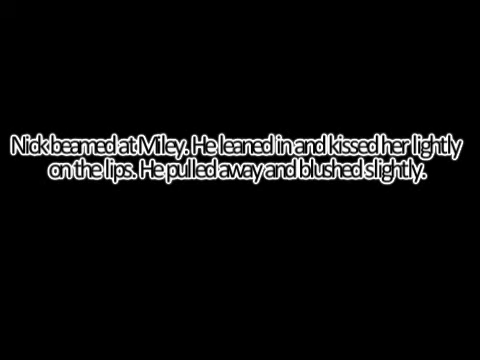 Nick beamed at Miley. He leaned in and kissed her lightly
on the lips. He pulled away and blushed slightly.